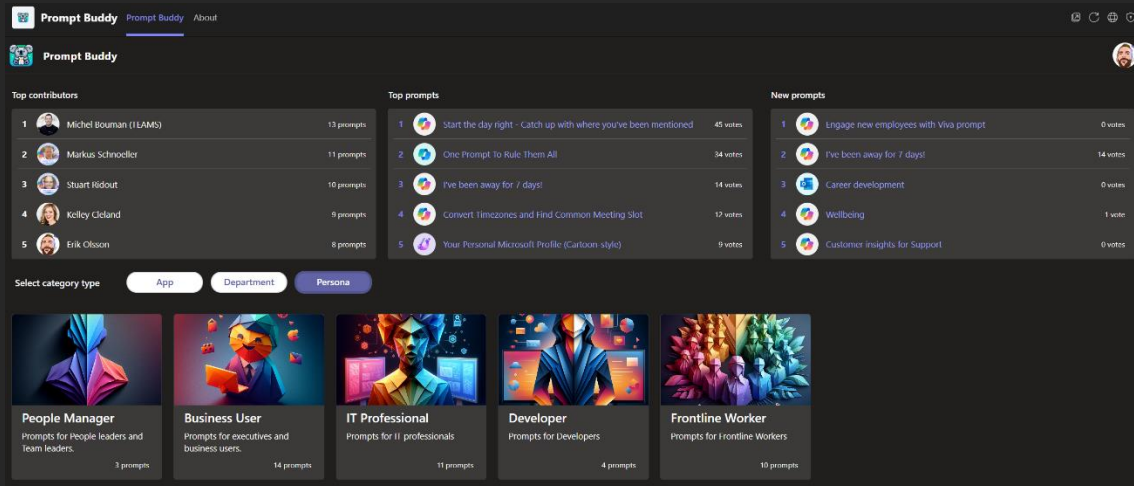 Prompt Buddy Prompt Buddy About
Prompt Buddy
Top contributors
1 Michel Bouman (TEAMS) 13 prompts
2 Markus Schnoeller 11 prompts
3 Stuart Ridout 10 prompts
4 Kelley Cleland 9 prompts
5 Erik Olsson 8 prompts
Top prompts
1 Start the day right - Catch up with where you've been mentioned 45 votes
2 One Prompt To Rule Them All 34 votes
3 I've been away for 7 days! 14 votes
4 Convert Timezones and Find Common Meeting Slot 12 votes
5 Your Personal Microsoft Profile (Cartoon-style) 9 votes
New prompts
1 Engage new employees with Viva prompt 0 votes
2 I've been away for 7 days! 14 votes
3 Career development 0 votes
4 Wellbeing 1 vote
5 Customer insights for Support 0 votes
Select category type App Department Persona
People Manager
Prompts for People leaders and
Team leaders.
3 prompts
Business User
Prompts for executives and
business users.
14 prompts
IT Professional
Prompts for IT professionals
11 prompts
Developer
Prompts for Developers
4 prompts
Frontline Worker
Prompts for Frontline Workers
10 prompts